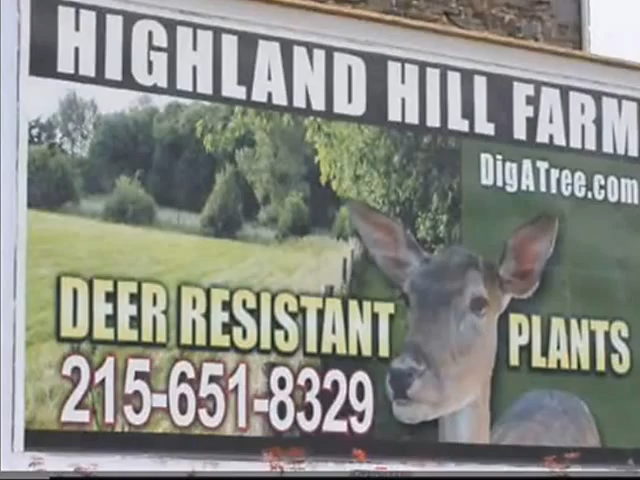 HIGHLAND HILL FARM
DigATree.com
DEER RESISTANT PLANTS
215-651-8329